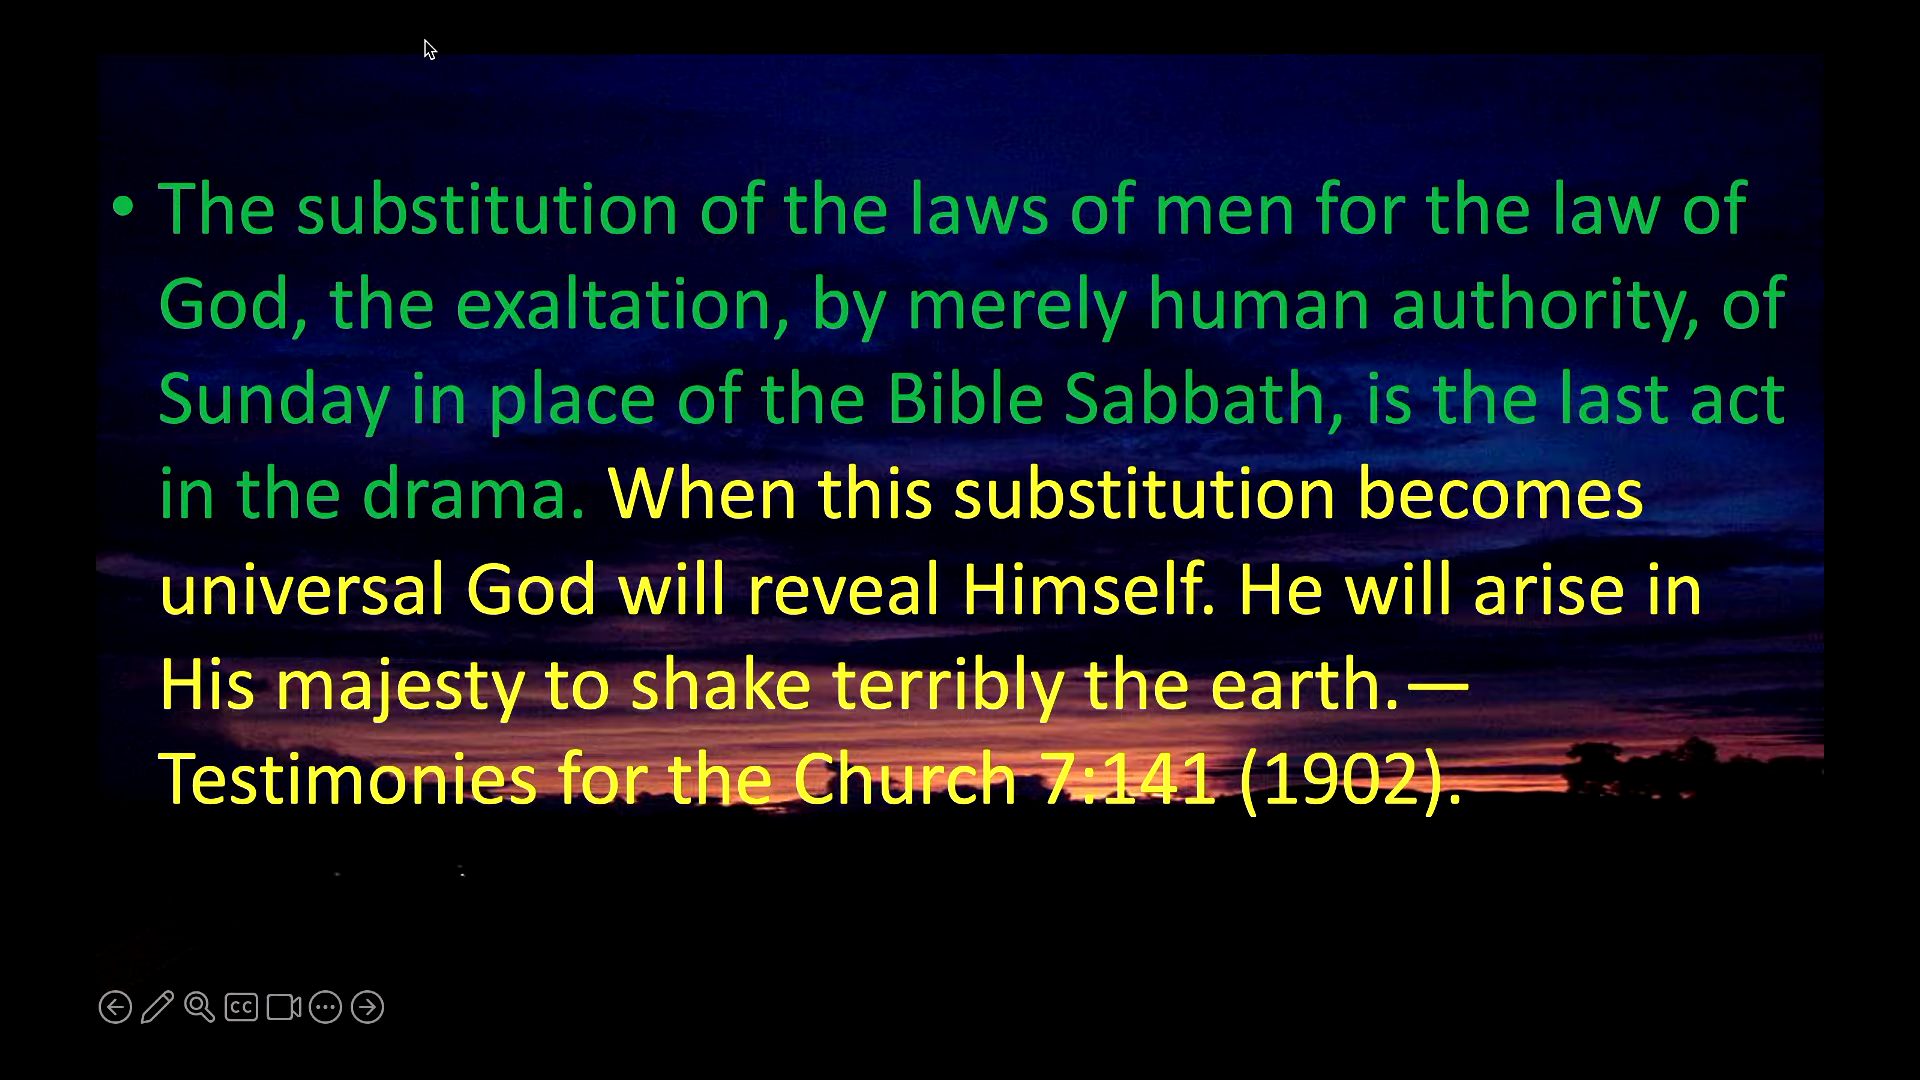 • The substitution of the laws of men for the law of
God, the exaltation, by merely human authority, of
Sunday in place of the Bible Sabbath, is the last act
in the drama. When this substitution becomes
universal God will reveal Himself. He will arise in
His majesty to shake terribly the earth.—
Testimonies for the Church 7:141 (1902).
CC